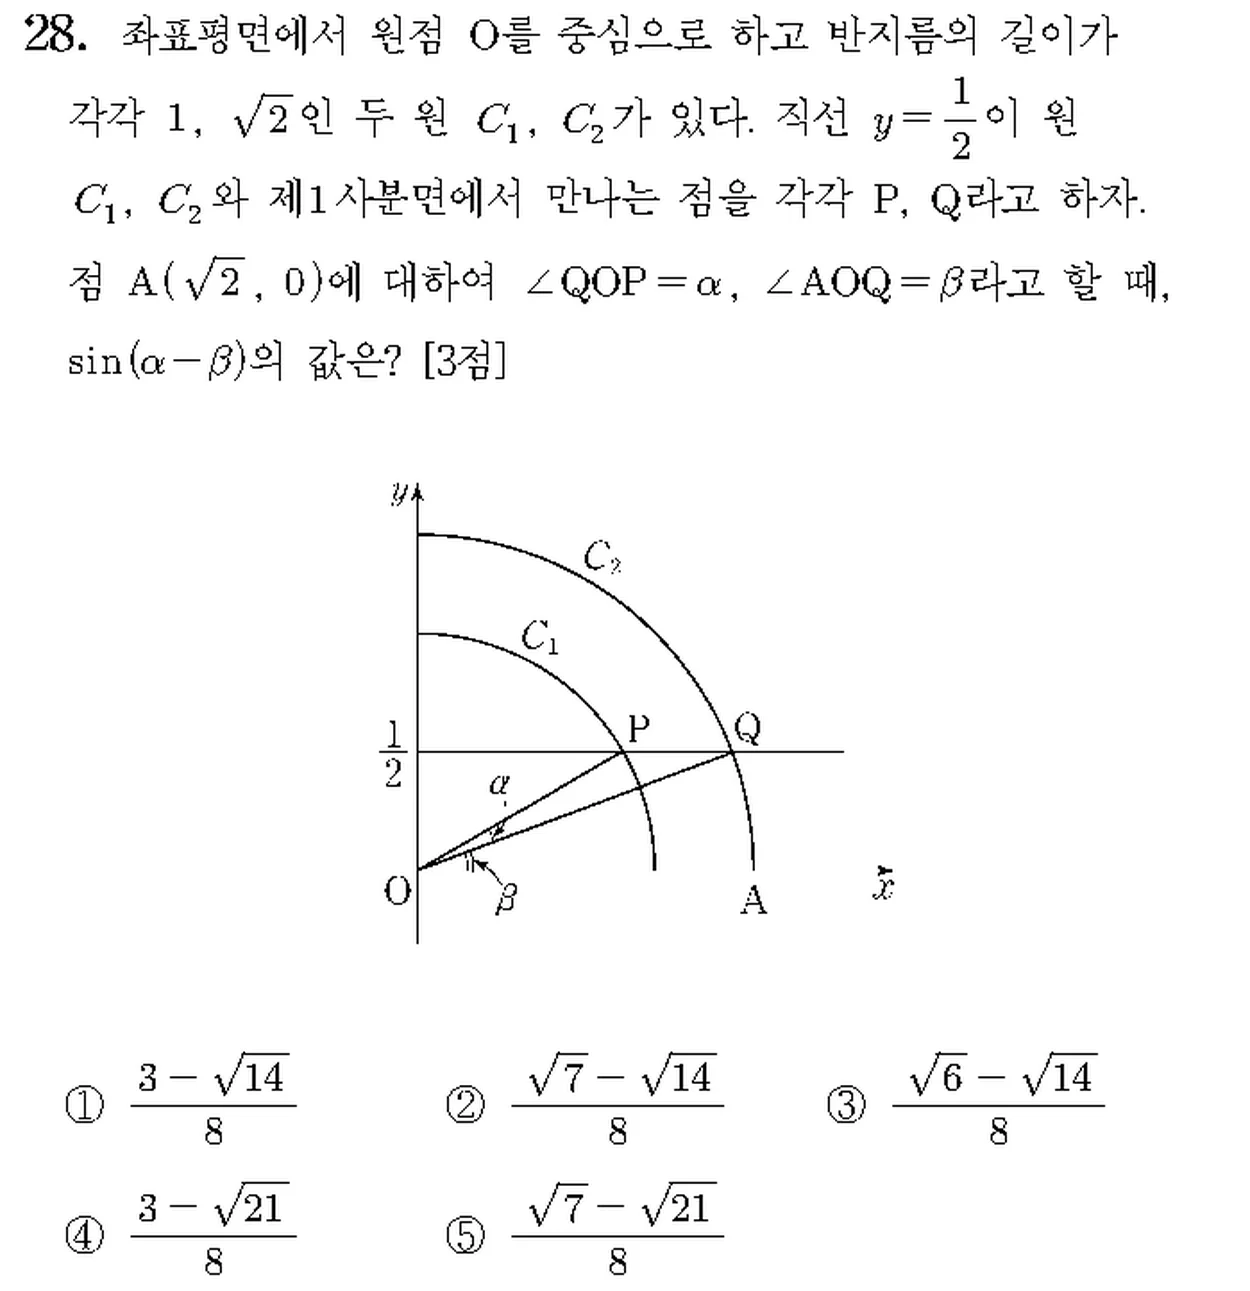 28. 좌표평면에서 원점 O를 중심으로 하고 반지름의 길이가
각각 1, √2인 두 원 C₁, C₂가 있다. 직선 y=1/2이 원
C₁, C₂와 제1사분면에서 만나는 점을 각각 P, Q라고 하자.
점 A(√2, 0)에 대하여 ∠QOP=α, ∠AOQ=β라고 할 때,
sin(α-β)의 값은? [3점]
y
C₂
C₁
1/2
P
Q
α
O
β
A
x
① (3-√14)/8 ② (√7-√14)/8 ③ (√6-√14)/8
④ (3-√21)/8 ⑤ (√7-√21)/8